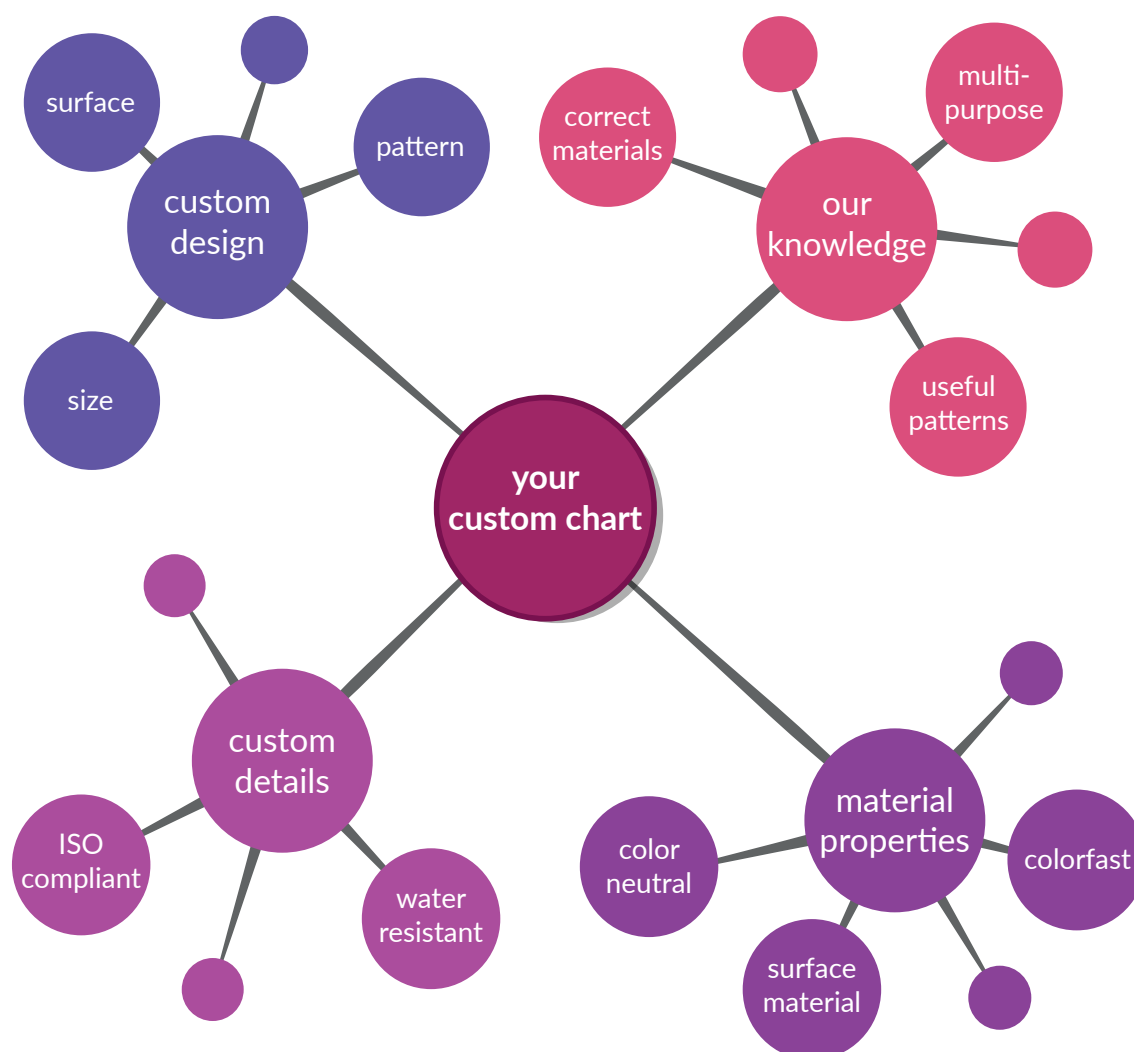 surface
pattern
custom
design
size
correct
materials
multi-
purpose
our
knowledge
useful
patterns
your
custom chart
custom
details
ISO
compliant
water
resistant
material
properties
color
neutral
colorfast
surface
material